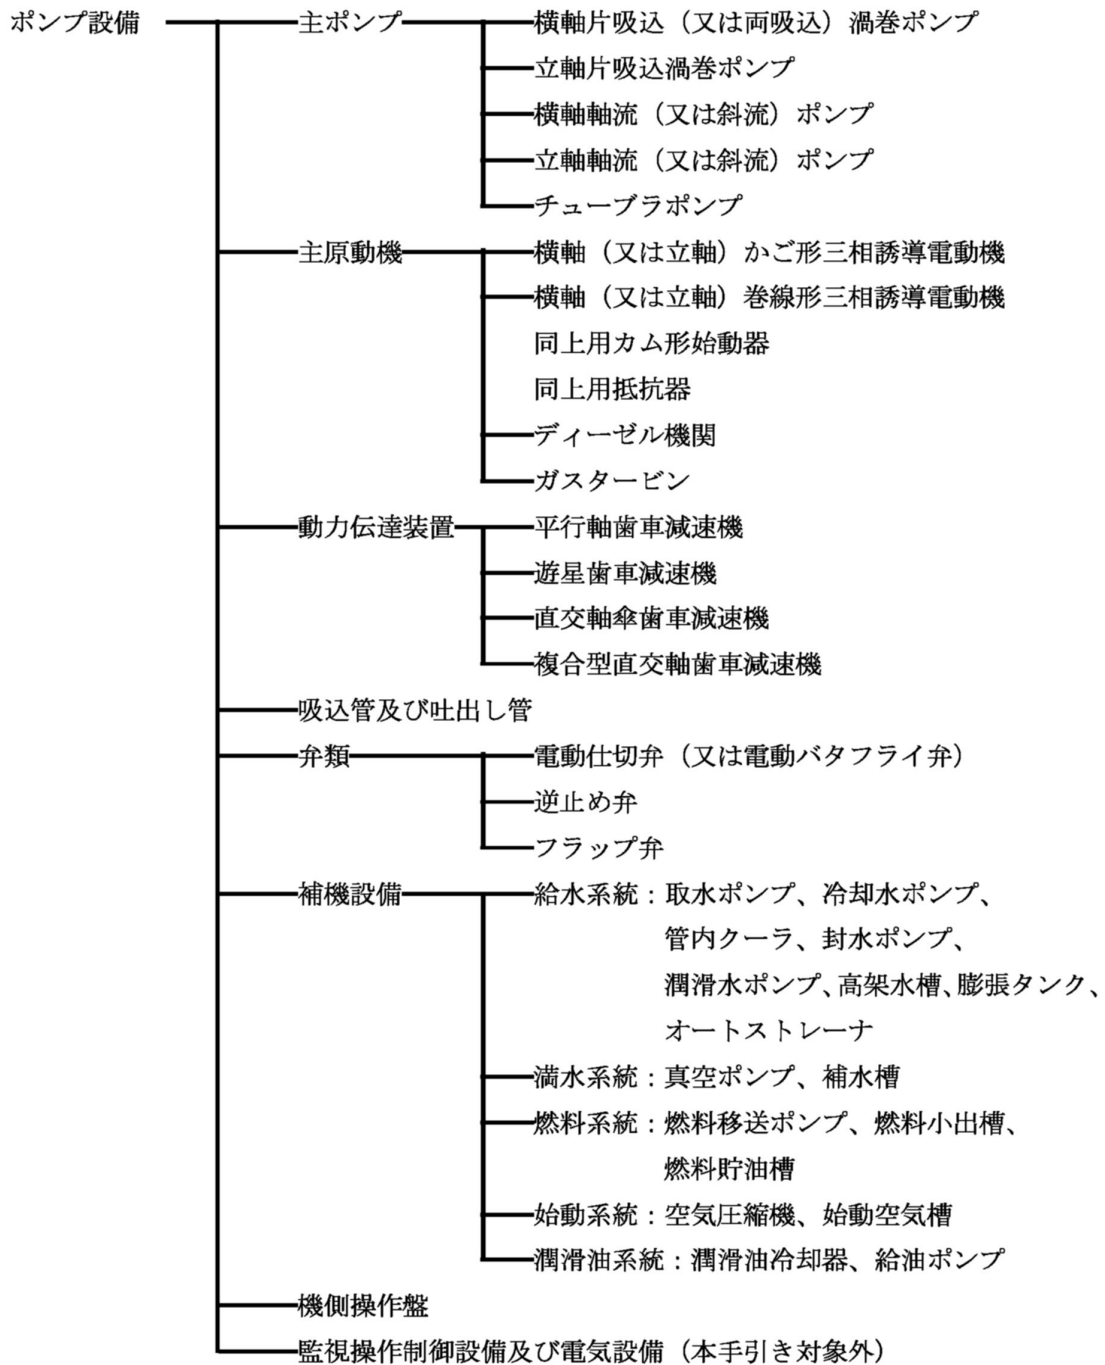 ポンプ設備 主ポンプ 横軸片吸込（又は両吸込）渦巻ポンプ
立軸片吸込渦巻ポンプ
横軸軸流（又は斜流）ポンプ
立軸軸流（又は斜流）ポンプ
チューブラポンプ
主原動機 横軸（又は立軸）かご形三相誘導電動機
横軸（又は立軸）巻線形三相誘導電動機
同上用カム形始動器
同上用抵抗器
ディーゼル機関
ガスタービン
動力伝達装置 平行軸歯車減速機
遊星歯車減速機
直交軸傘歯車減速機
複合型直交軸歯車減速機
吸込管及び吐出し管
弁類 電動仕切弁（又は電動バタフライ弁）
逆止め弁
フラップ弁
補機設備 給水系統：取水ポンプ、冷却水ポンプ、
管内クーラ、封水ポンプ、
潤滑水ポンプ、高架水槽、膨張タンク、
オートストレーナ
満水系統：真空ポンプ、補水槽
燃料系統：燃料移送ポンプ、燃料小出槽、
燃料貯油槽
始動系統：空気圧縮機、始動空気槽
潤滑油系統：潤滑油冷却器、給油ポンプ
機側操作盤
監視操作制御設備及び電気設備（本手引き対象外）